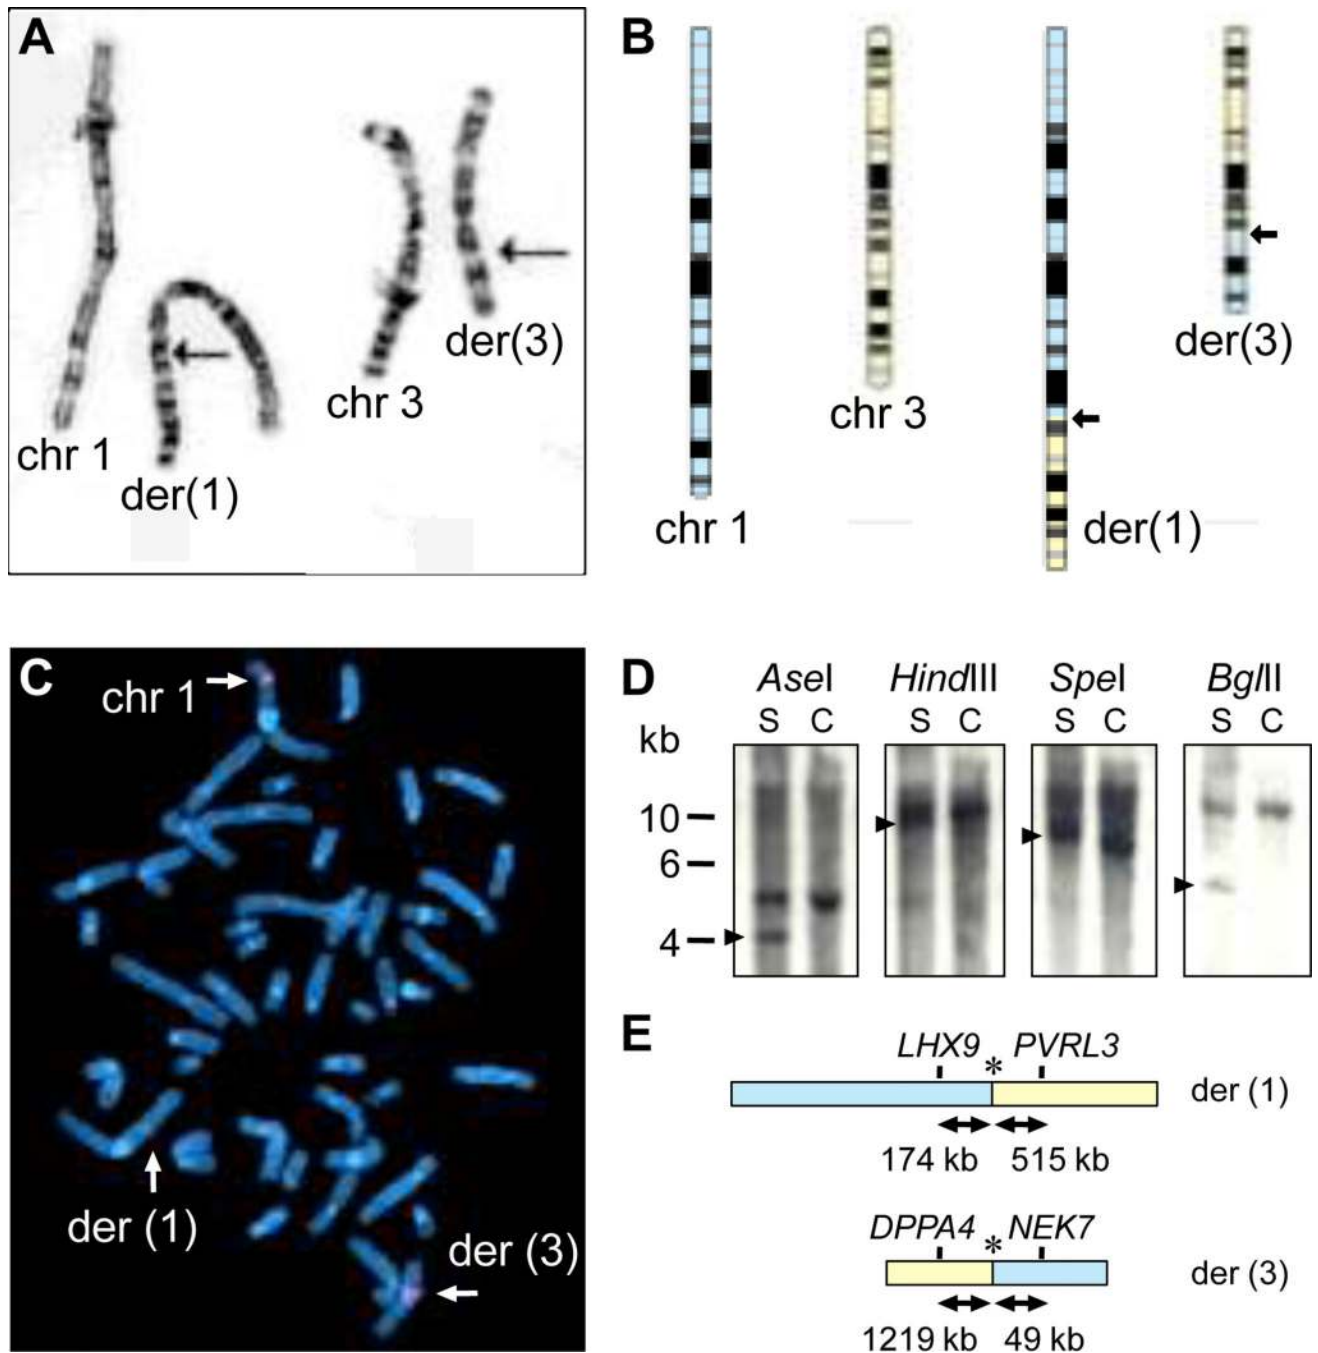 A
chr 1
der(1)
chr 3
der(3)
B
chr 1
chr 3
der(1)
der(3)
C
chr 1
der (1)
der (3)
D
AseI HindIII SpeI BglII
S C S C S C S C
kb
10
6
4
E
LHX9 * PVRL3
der (1)
174 kb 515 kb
DPPA4 * NEK7
der (3)
1219 kb 49 kb